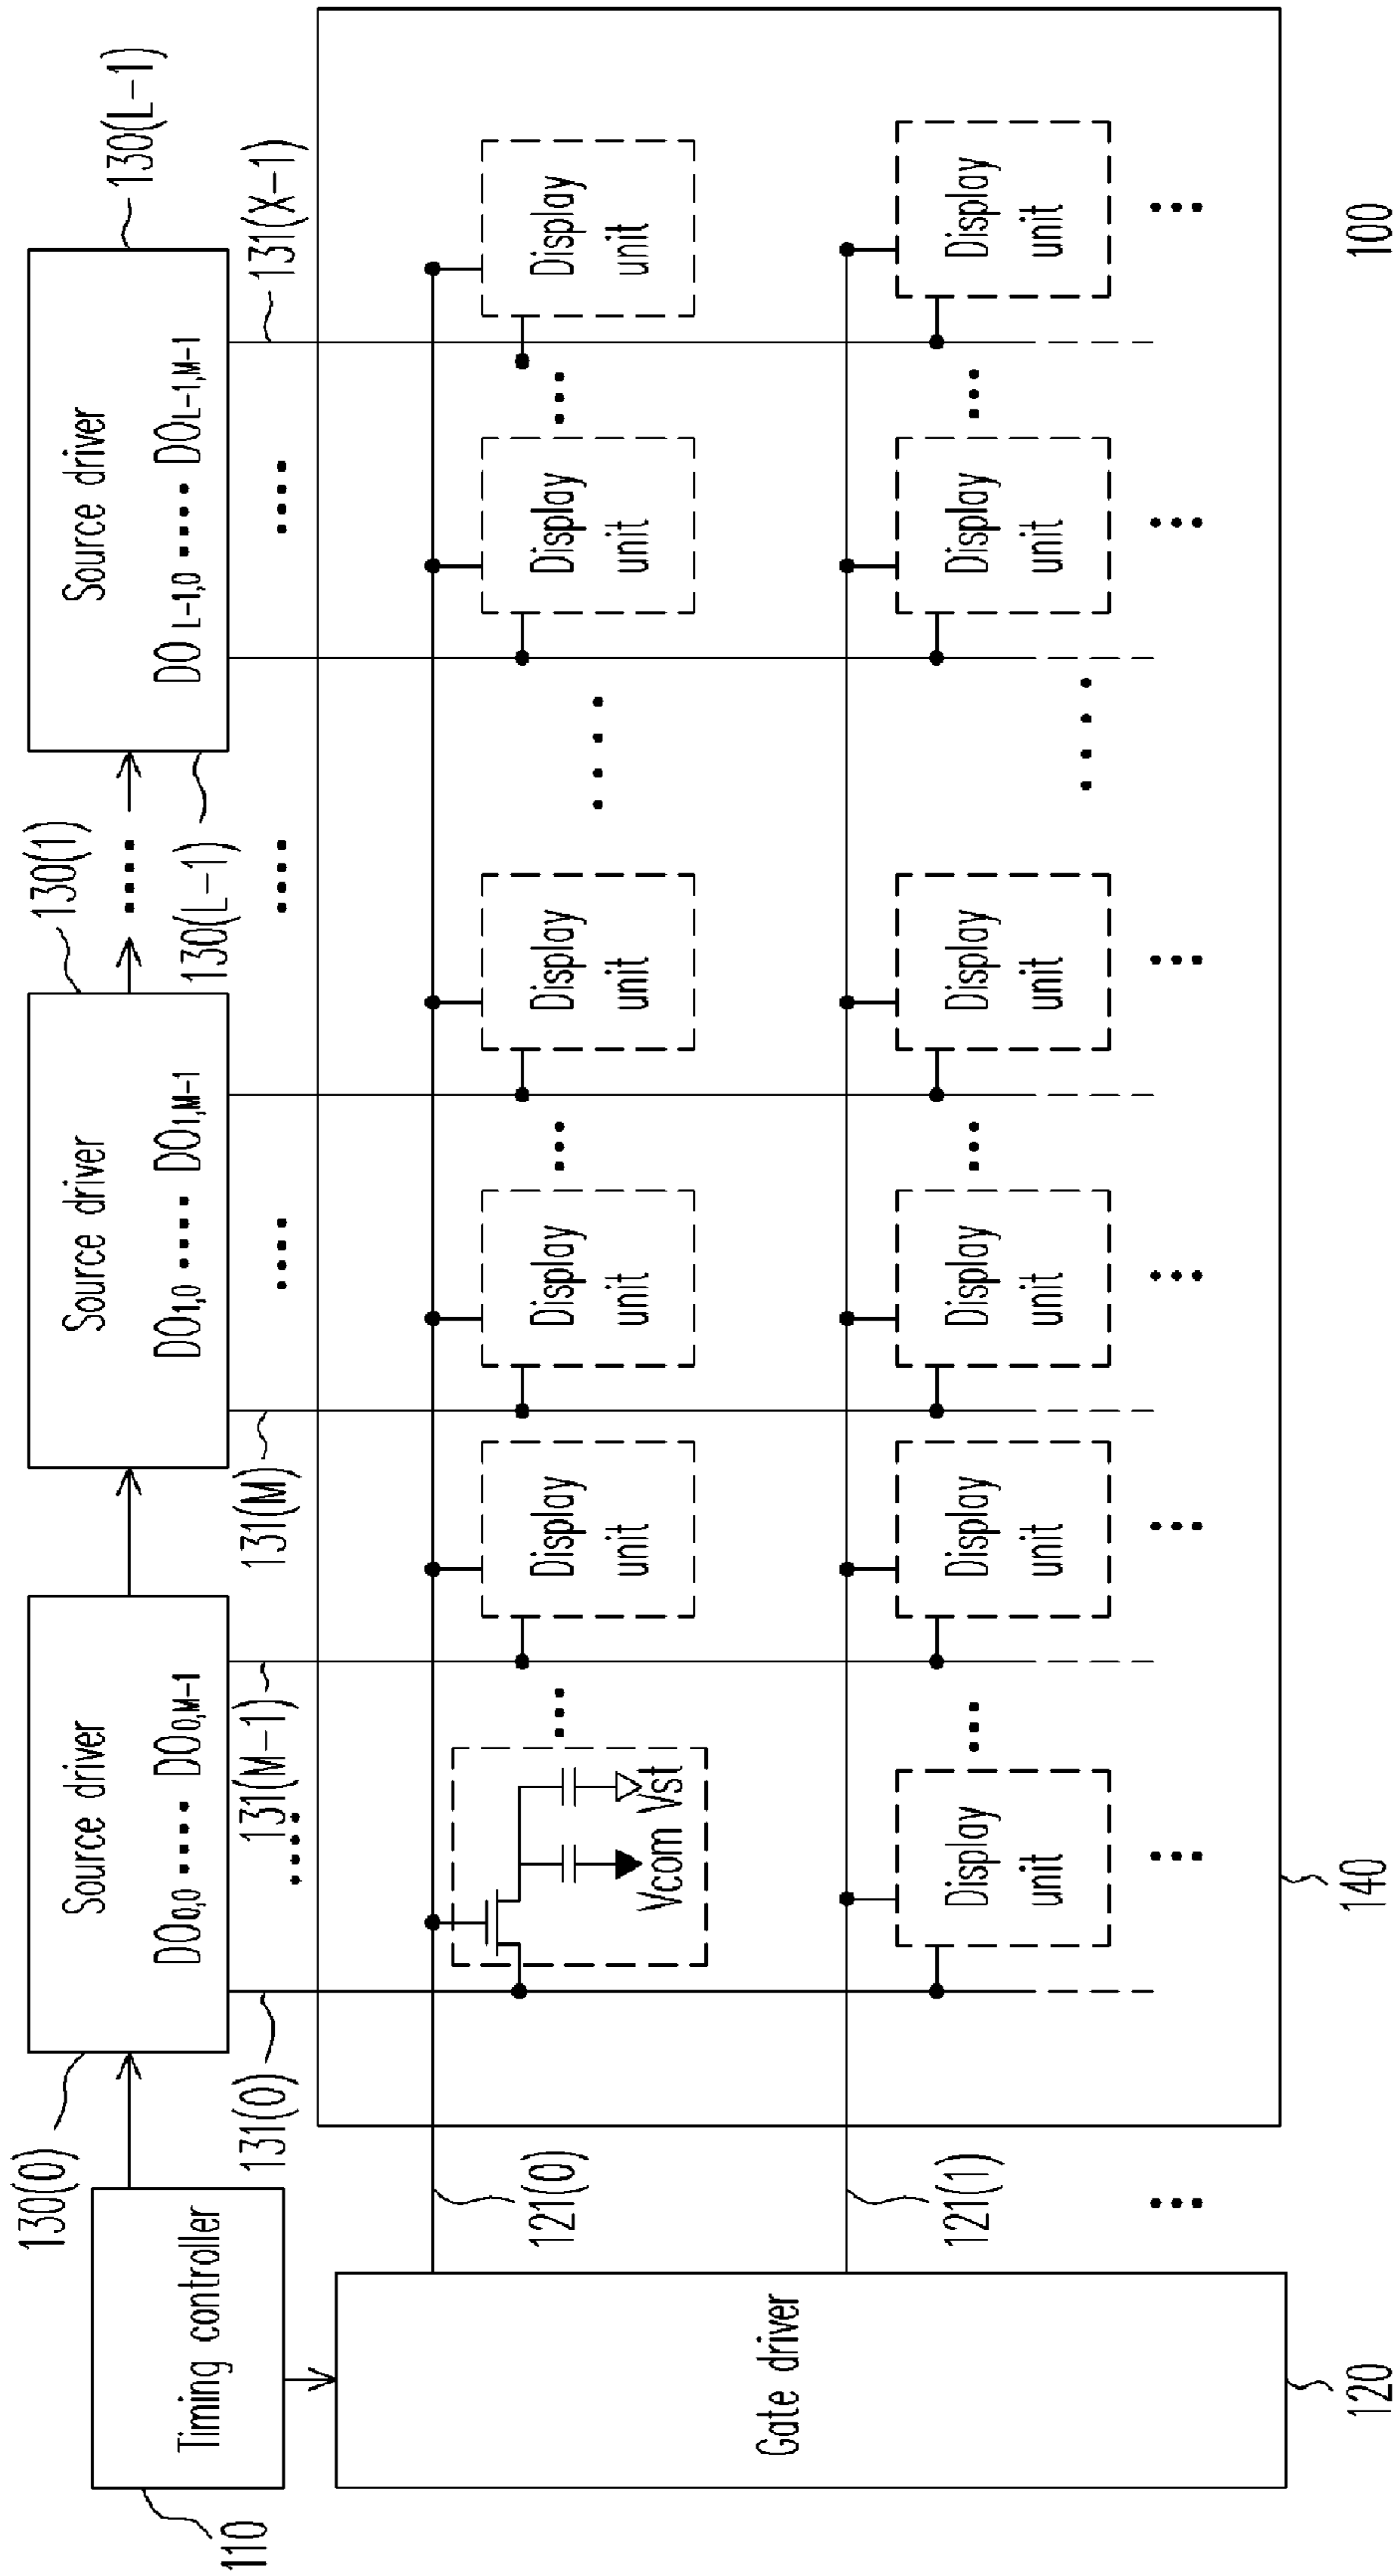 130(0)
130(1)
130(L-1)
110
Timing controller
Source driver
DO0,0 ····· DO0,M-1
Source driver
DO1,0 ····· DO1,M-1
Source driver
DO L-1,0 ····· DOL-1,M-1
130(L-1)
131(0)
131(M-1)
131(M)
131(X-1)
Gate driver
121(0)
Vcom Vst
Display
unit
Display
unit
Display
unit
Display
unit
Display
unit
121(1)
Display
unit
Display
unit
Display
unit
Display
unit
Display
unit
Display
unit
120
140
100